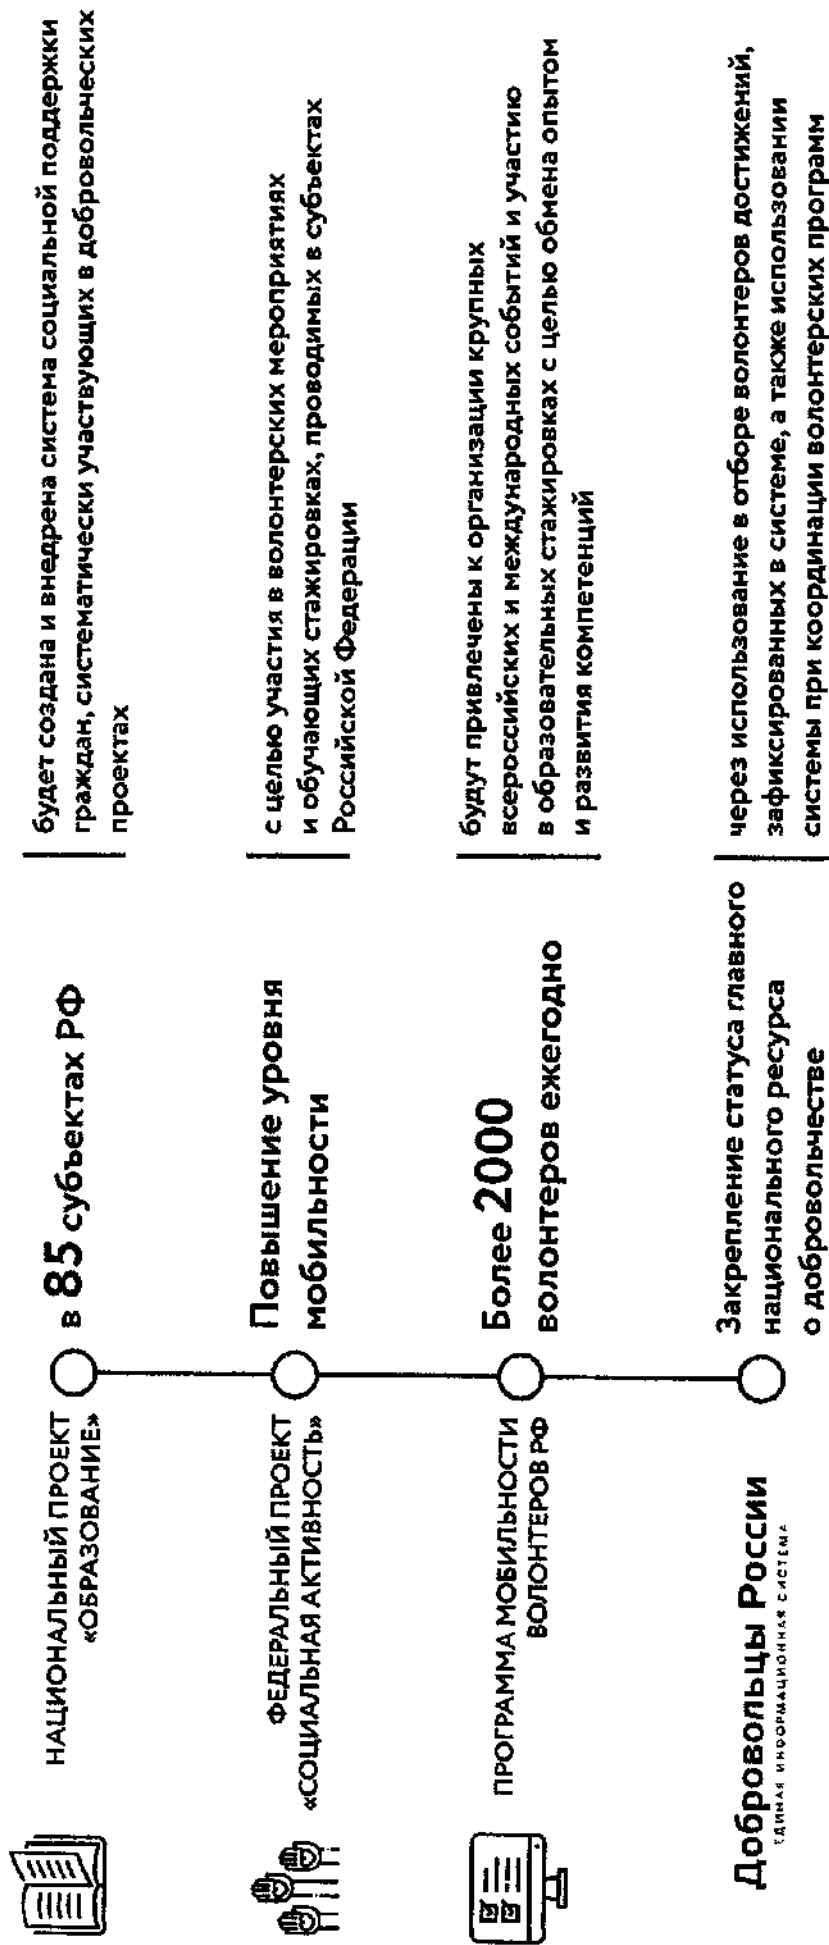 НАЦИОНАЛЬНЫЙ ПРОЕКТ
«ОБРАЗОВАНИЕ»
в 85 субъектах РФ
будет создана и внедрена система социальной поддержки
граждан, систематически участвующих в добровольческих
проектах
ФЕДЕРАЛЬНЫЙ ПРОЕКТ
«СОЦИАЛЬНАЯ АКТИВНОСТЬ»
Повышение уровня
мобильности
с целью участия в волонтерских мероприятиях
и обучающих стажировках, проводимых в субъектах
Российской Федерации
ПРОГРАММА МОБИЛЬНОСТИ
ВОЛОНТЕРОВ РФ
Более 2000
волонтеров ежегодно
будут привлечены к организации крупных
всероссийских и международных событий и участию
в образовательных стажировках с целью обмена опытом
и развития компетенций
Добровольцы России
ЕДИНАЯ ИНФОРМАЦИОННАЯ СИСТЕМА
Закрепление статуса главного
национального ресурса
о добровольчестве
через использование в отборе волонтеров достижений,
зафиксированных в системе, а также использовании
системы при координации волонтерских программ